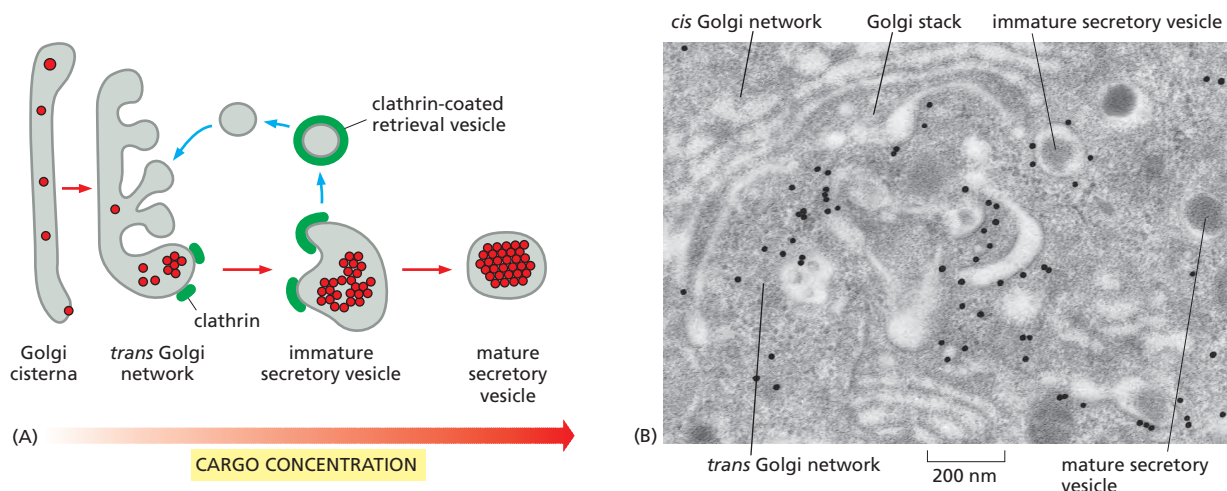 clathrin-coated
retrieval vesicle
clathrin
Golgi
cisterna
trans Golgi
network
immature
secretory vesicle
mature
secretory
vesicle
(A)
CARGO CONCENTRATION
cis Golgi network
Golgi stack
immature secretory vesicle
(B)
trans Golgi network
200 nm
mature secretory
vesicle